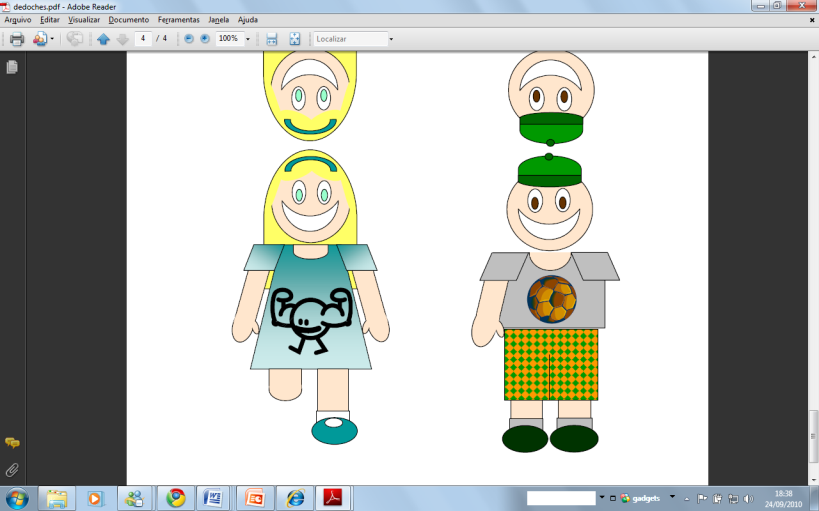 dedoches.pdf - Adobe Reader
Arquivo Editar Visualizar Documento Ferramentas Janela Ajuda
4 / 4 100% Localizar
gadgets
18:38
24/09/2010